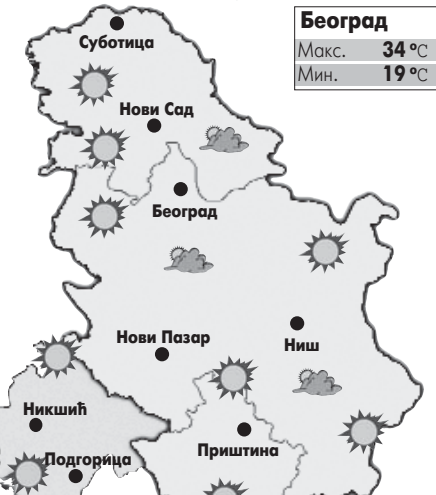 Београд
Макс. 34 °C
Мин. 19 °C
Суботица
Нови Сад
Београд
Нови Пазар
Ниш
Никшић
Приштина
Подгорица